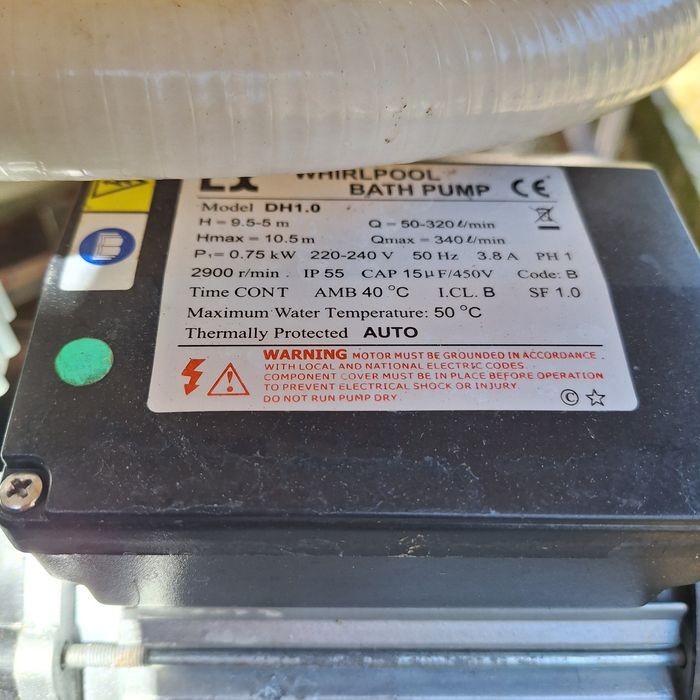 LX WHIRLPOOL
BATH PUMP CE
Model DH1.0
H = 9.5-5 m Q = 50-320ℓ/min
Hmax = 10.5 m Qmax = 340ℓ/min
P₁= 0.75 kW 220-240 V 50 Hz 3.8 A PH 1
2900 r/min . IP 55 CAP 15μF/450V Code: B
Time CONT AMB 40 °C I.CL. B SF 1.0
Maximum Water Temperature: 50 °C
Thermally Protected AUTO
WARNING MOTOR MUST BE GROUNDED IN ACCORDANCE
WITH LOCAL AND NATIONAL ELECTRIC CODES
COMPONENT COVER MUST BE IN PLACE BEFORE OPERATION
TO PREVENT ELECTRICAL SHOCK OR INJURY.
DO NOT RUN PUMP DRY.
© ☆